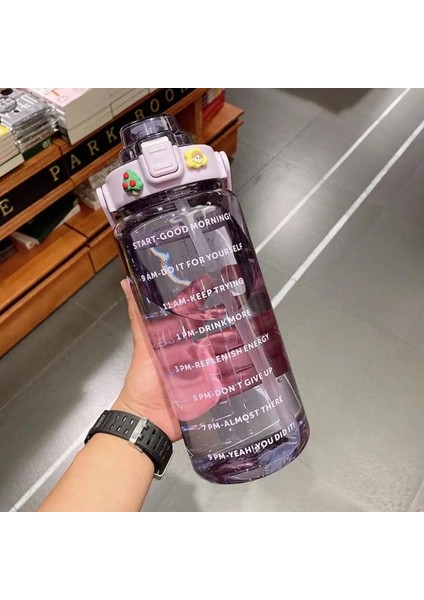 E PARK BOOK
START-GOOD MORNING!
9 AM-DO IT FOR YOURSELF
11 AM-KEEP TRYING
1 PM-DRINK MORE
3 PM-REPLENISH ENERGY
5 PM-DON'T GIVE UP
7 PM-ALMOST THERE
9 PM-YEAH! YOU DID IT!